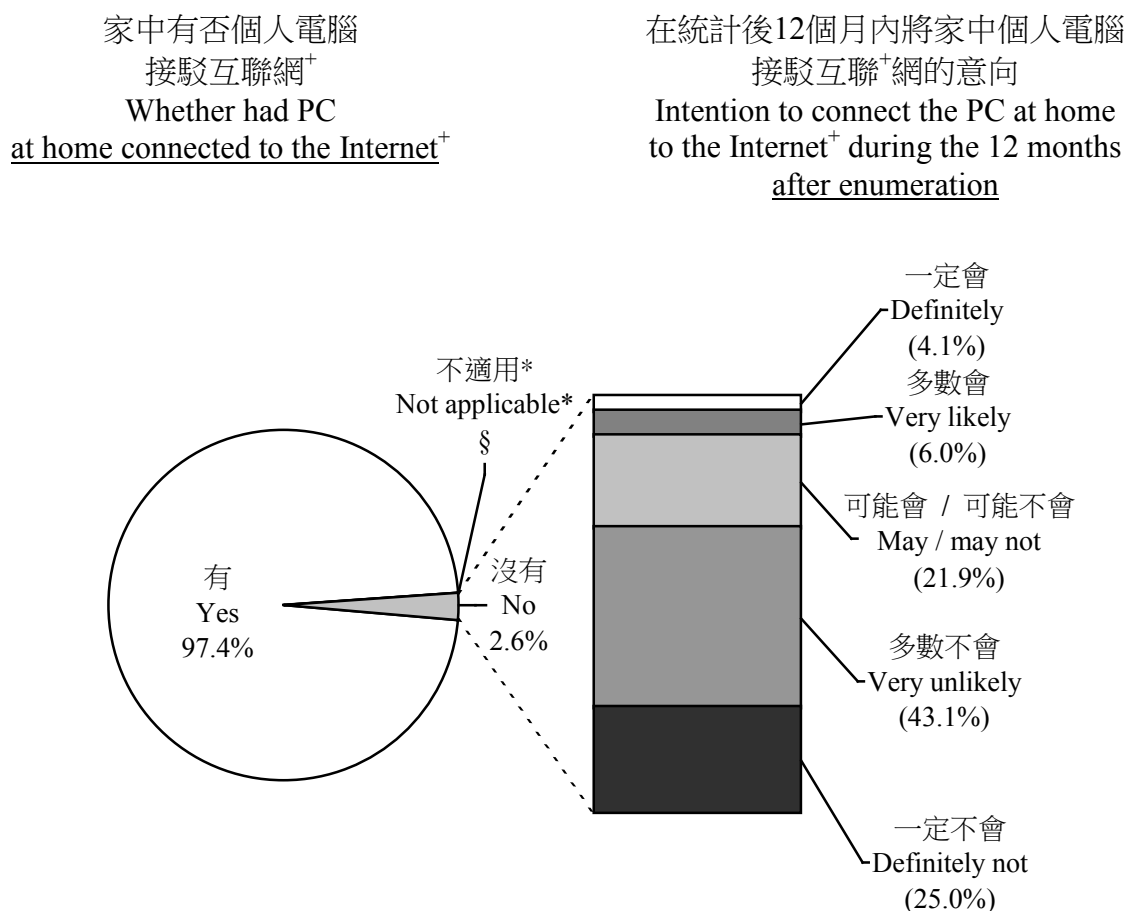 家中有否個人電腦
接駁互聯網+
Whether had PC
at home connected to the Internet+
在統計後12個月內將家中個人電腦
接駁互聯+網的意向
Intention to connect the PC at home
to the Internet+ during the 12 months
after enumeration
不適用*
Not applicable*
§
有
Yes
97.4%
沒有
No
2.6%
一定會
Definitely
(4.1%)
多數會
Very likely
(6.0%)
可能會 / 可能不會
May / may not
(21.9%)
多數不會
Very unlikely
(43.1%)
一定不會
Definitely not
(25.0%)